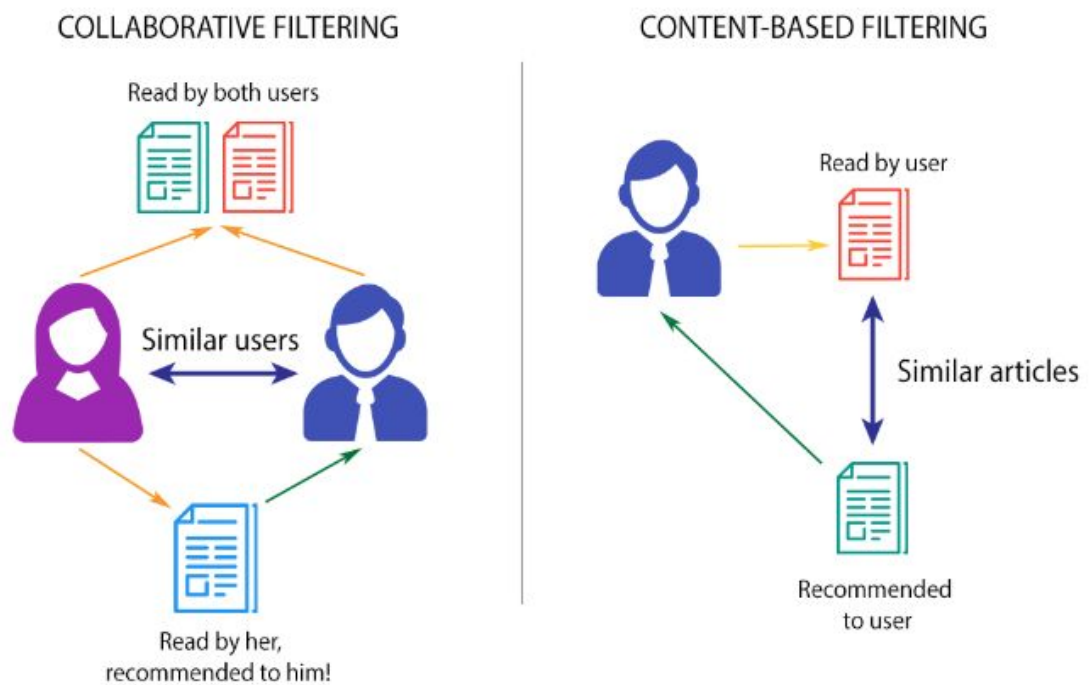 COLLABORATIVE FILTERING
Read by both users
Similar users
Read by her,
recommended to him!
CONTENT-BASED FILTERING
Read by user
Similar articles
Recommended
to user